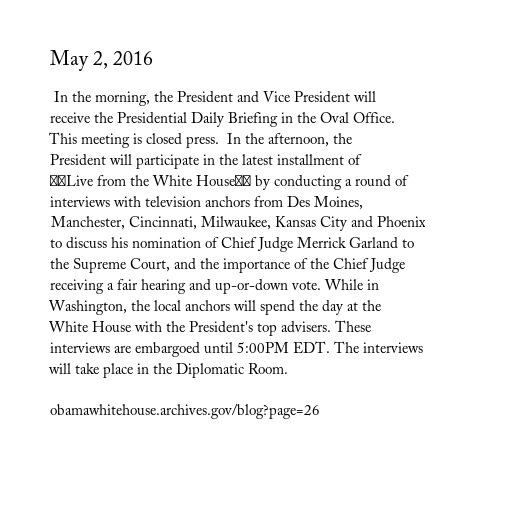 May 2, 2016
In the morning, the President and Vice President will
receive the Presidential Daily Briefing in the Oval Office.
This meeting is closed press.  In the afternoon, the
President will participate in the latest installment of
Live from the White House by conducting a round of
interviews with television anchors from Des Moines,
Manchester, Cincinnati, Milwaukee, Kansas City and Phoenix
to discuss his nomination of Chief Judge Merrick Garland to
the Supreme Court, and the importance of the Chief Judge
receiving a fair hearing and up-or-down vote. While in
Washington, the local anchors will spend the day at the
White House with the President's top advisers. These
interviews are embargoed until 5:00PM EDT. The interviews
will take place in the Diplomatic Room.
obamawhitehouse.archives.gov/blog?page=26